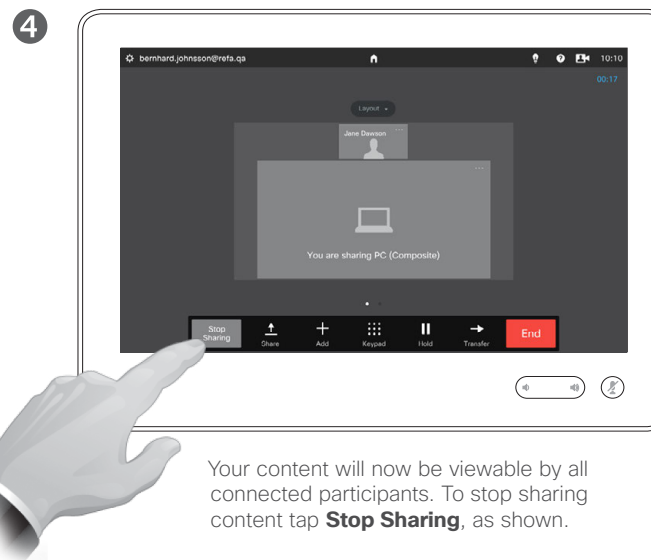 4
bernhard.johnsson@refa.qa
10:10
00:17
Layout
Jane Dawson
You are sharing PC (Composite)
Stop
Sharing
Share
Add
Keypad
Hold
Transfer
End
Your content will now be viewable by all
connected participants. To stop sharing
content tap Stop Sharing, as shown.